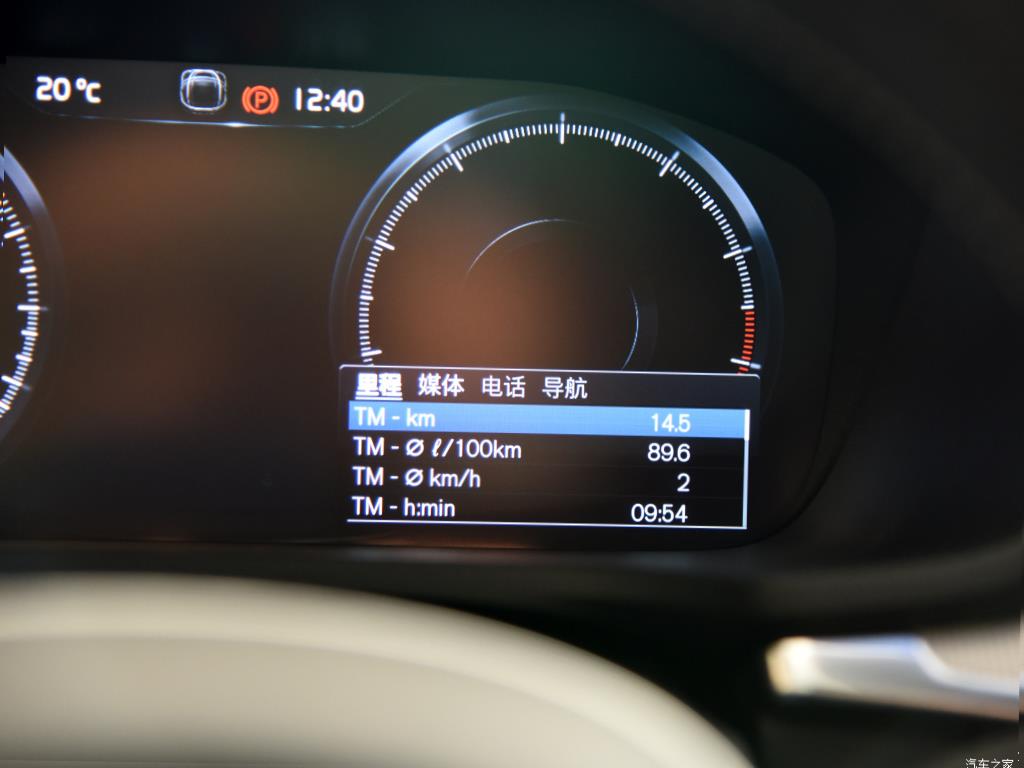 20°C P 12:40
里程 媒体 电话 导航
TM - km 14.5
TM - Ø ℓ/100km 89.6
TM - Ø km/h 2
TM - h:min 09:54
汽车之家